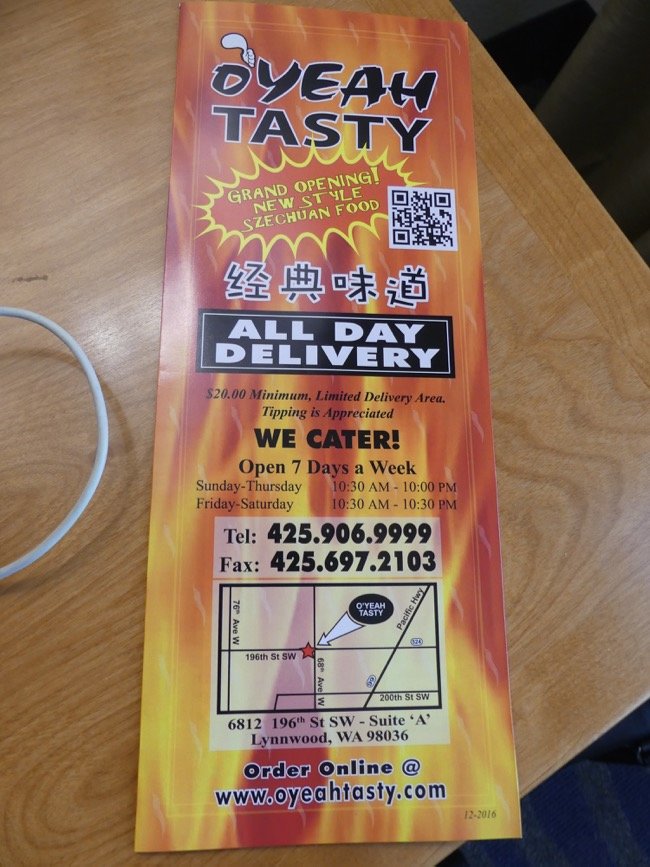 O'YEAH
TASTY
GRAND OPENING!
NEW STYLE
SZECHUAN FOOD
经典味道
ALL DAY
DELIVERY
$20.00 Minimum, Limited Delivery Area.
Tipping is Appreciated
WE CATER!
Open 7 Days a Week
Sunday-Thursday 10:30 AM - 10:00 PM
Friday-Saturday 10:30 AM - 10:30 PM
Tel: 425.906.9999
Fax: 425.697.2103
76th Ave W
O'YEAH
TASTY
Pacific Hwy
196th St SW
524
68th Ave W
99
200th St SW
6812 196th St SW - Suite ‘A’
Lynnwood, WA 98036
Order Online @
www.oyeahtasty.com
12-2016